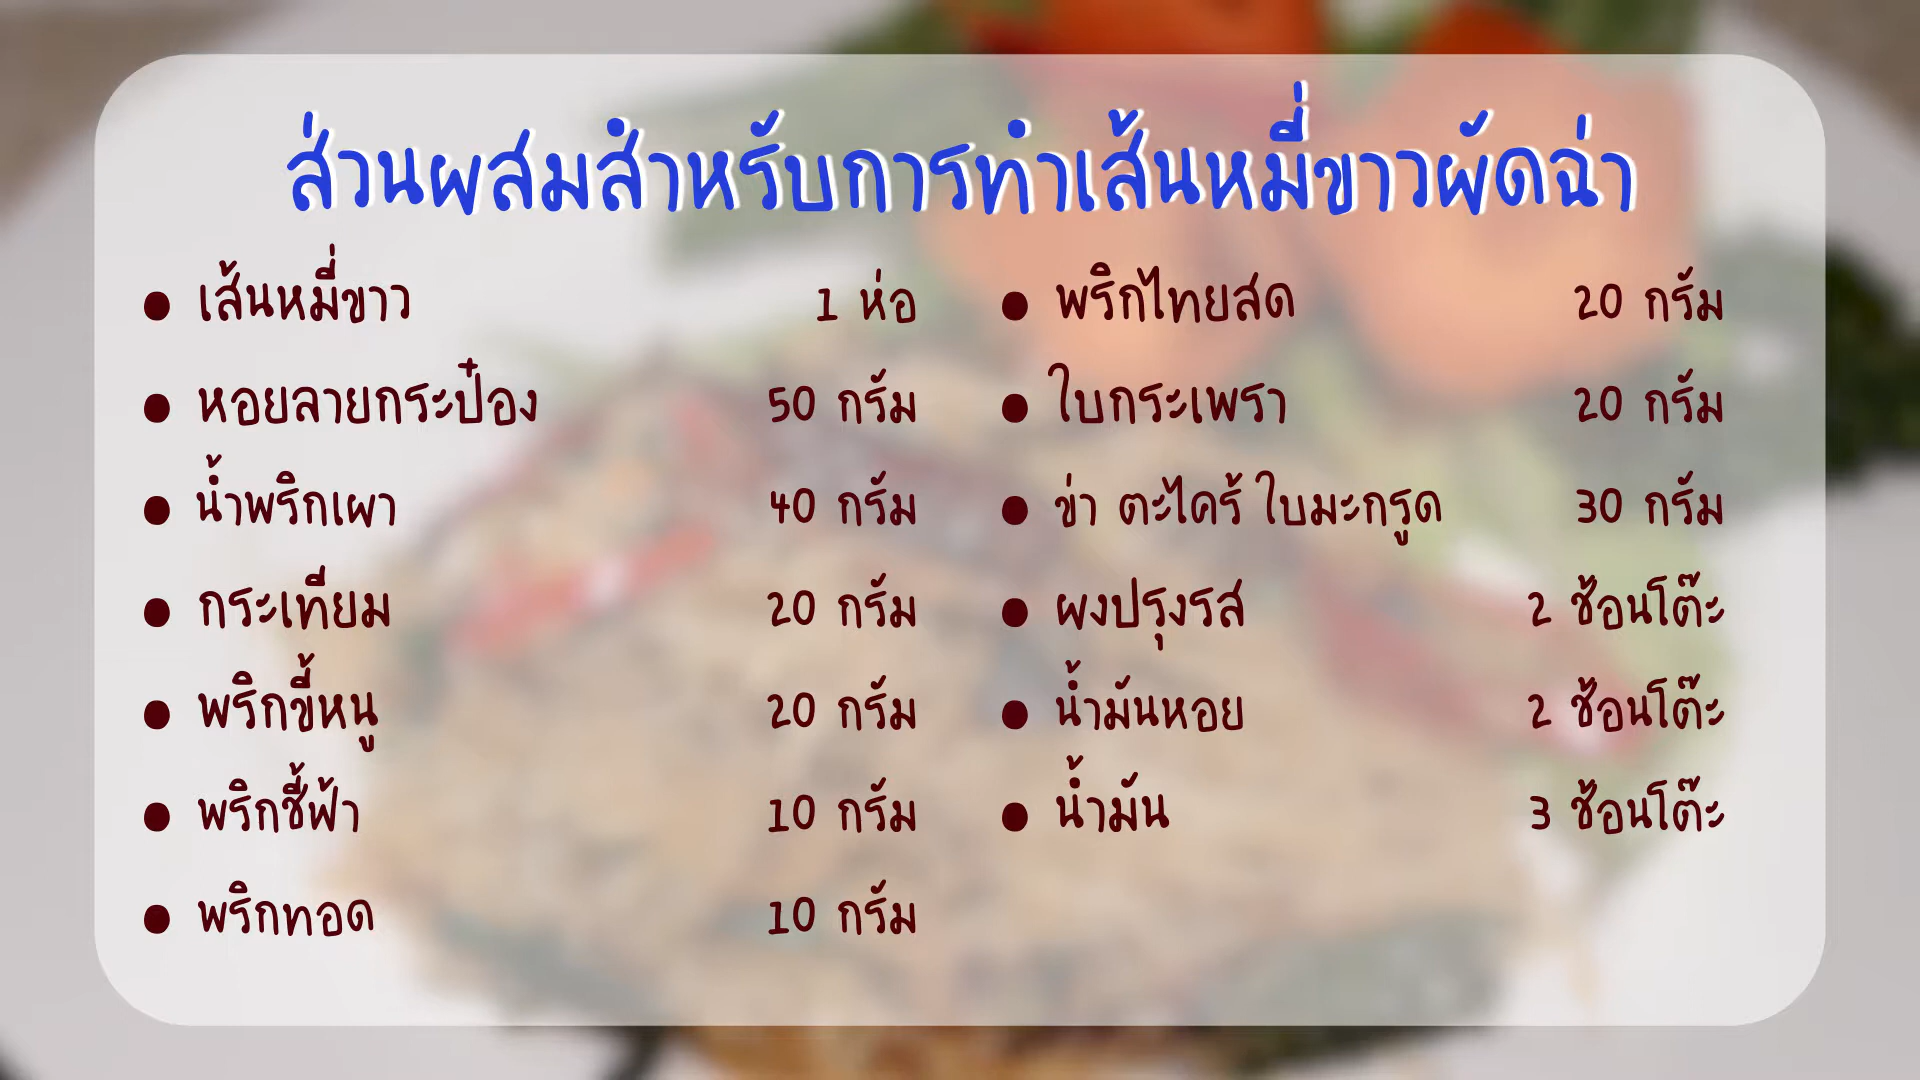 ส่วนผสมสำหรับการทำเส้นหมี่ขาวผัดฉ่า
• เส้นหมี่ขาว 1 ห่อ
• หอยลายกระป๋อง 50 กรัม
• น้ำพริกเผา 40 กรัม
• กระเทียม 20 กรัม
• พริกขี้หนู 20 กรัม
• พริกชี้ฟ้า 10 กรัม
• พริกทอด 10 กรัม
• พริกไทยสด 20 กรัม
• ใบกระเพรา 20 กรัม
• ข่า ตะไคร้ ใบมะกรูด 30 กรัม
• ผงปรุงรส 2 ช้อนโต๊ะ
• น้ำมันหอย 2 ช้อนโต๊ะ
• น้ำมัน 3 ช้อนโต๊ะ